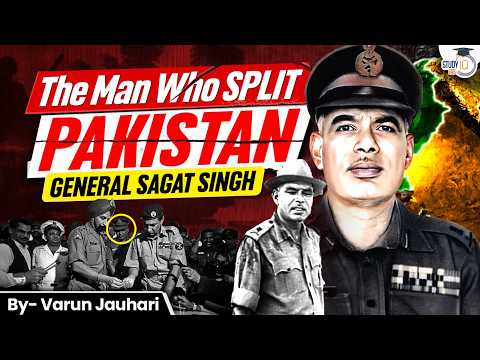 The Man Who SPLIT
PAKISTAN
GENERAL SAGAT SINGH
By- Varun Jauhari
STUDY IQ